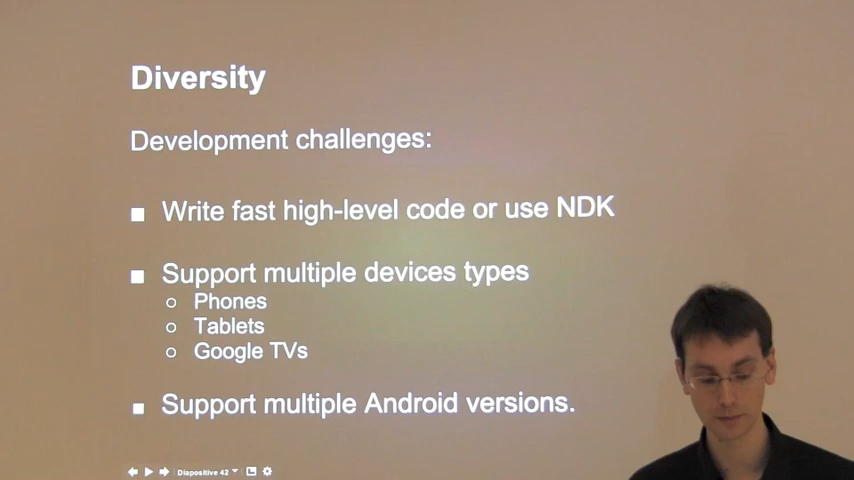 Diversity
Development challenges:
■ Write fast high-level code or use NDK
■ Support multiple devices types
○ Phones
○ Tablets
○ Google TVs
■ Support multiple Android versions.
Diapositive 42